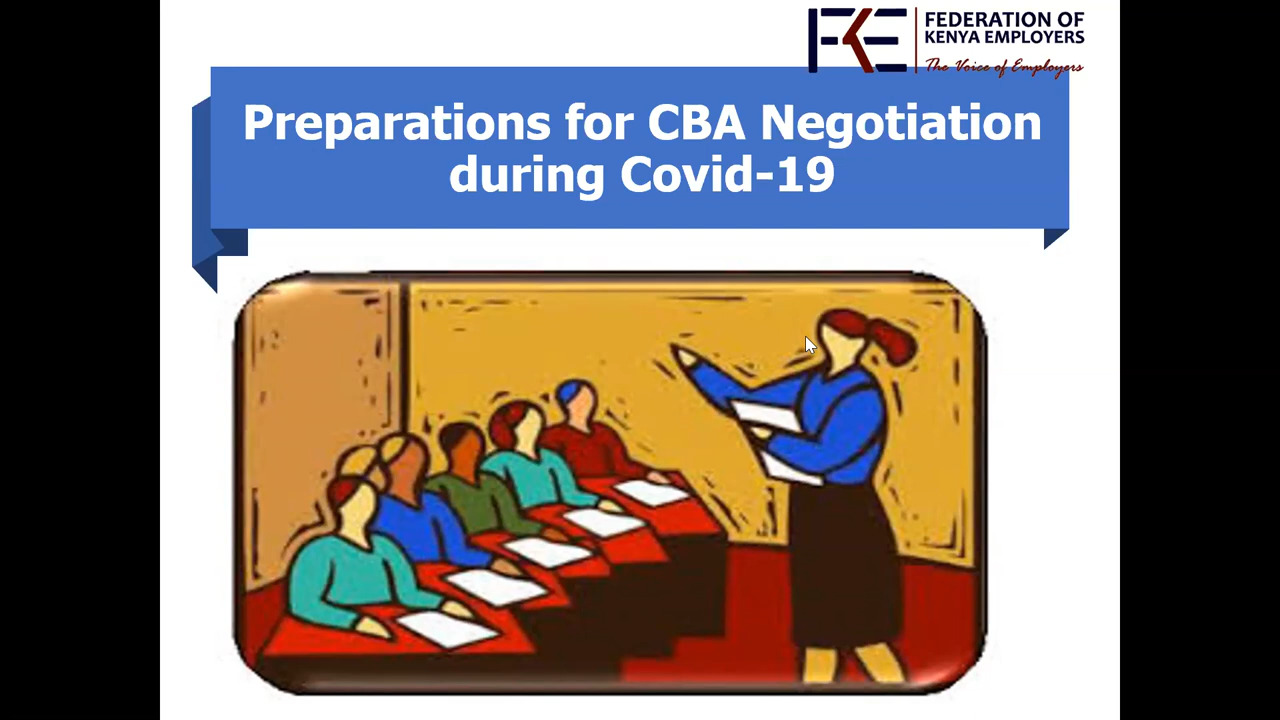 FEDERATION OF
KENYA EMPLOYERS
The Voice of Employers
Preparations for CBA Negotiation
during Covid-19